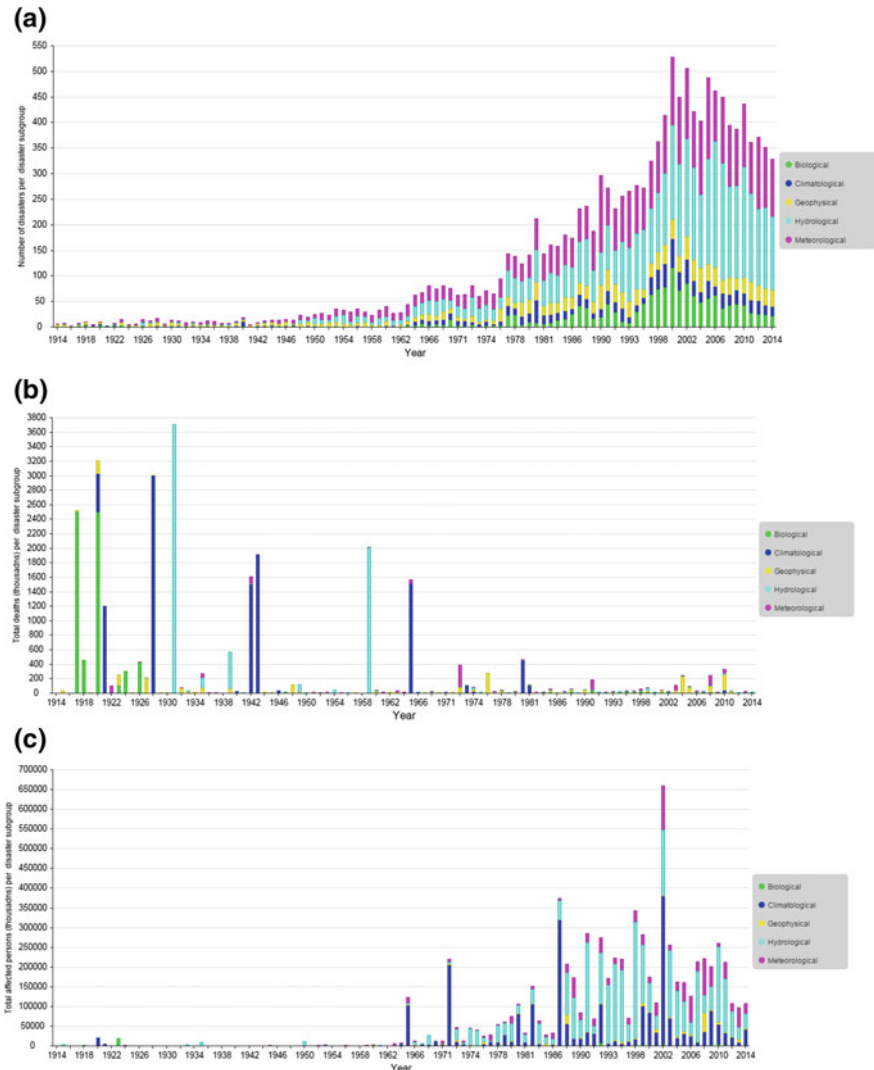 (a)
Number of disasters per disaster subgroup
550
500
450
400
350
300
250
200
150
100
50
0
1914 1918 1922 1926 1930 1934 1938 1942 1946 1950 1954 1958 1962 1966 1971 1974 1978 1981 1986 1990 1994 1998 2002 2006 2010 2014
Year
Biological
Climatological
Geophysical
Hydrological
Meteorological
(b)
Total deaths (thousadns) per disaster subgroup
3800
3600
3400
3200
3000
2800
2600
2400
2200
2000
1800
1600
1400
1200
1000
800
600
400
200
0
1914 1918 1922 1926 1930 1934 1938 1942 1946 1950 1954 1958 1962 1966 1971 1974 1978 1981 1986 1990 1994 1998 2002 2006 2010 2014
Year
Biological
Climatological
Geophysical
Hydrological
Meteorological
(c)
Total affected persons (thousadns) per disaster subgroup
700000
650000
600000
550000
500000
450000
400000
350000
300000
250000
200000
150000
100000
50000
0
1914 1918 1922 1926 1930 1934 1938 1942 1946 1950 1954 1958 1962 1966 1971 1974 1978 1981 1986 1990 1994 1998 2002 2006 2010 2014
Year
Biological
Climatological
Geophysical
Hydrological
Meteorological